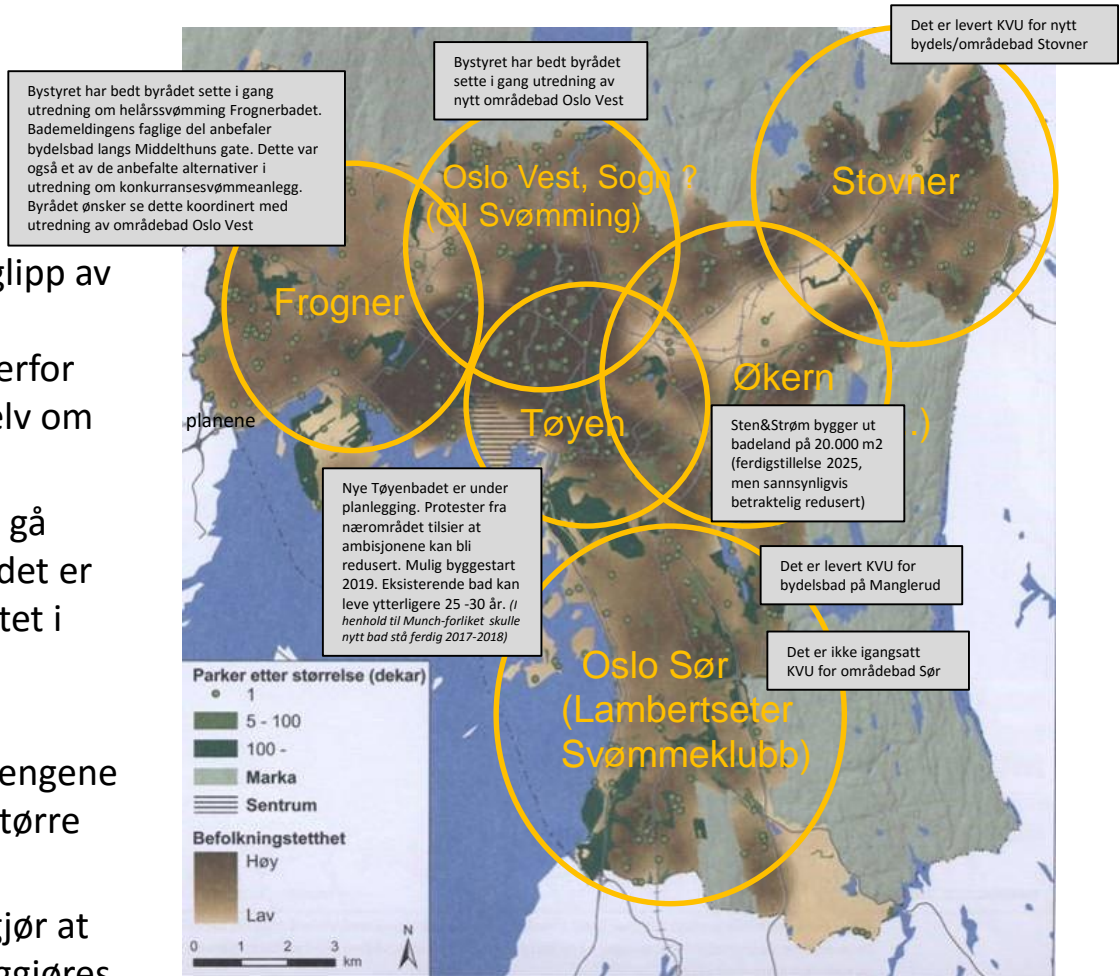 Det er levert KVU for nytt
bydels/områdebad Stovner
Bystyret har bedt byrådet
sette i gang utredning av
nytt områdebad Oslo Vest
Bystyret har bedt byrådet sette i gang
utredning om helårssvømming Frognerbadet.
Bademeldingens faglige del anbefaler
bydelsbad langs Middelthuns gate. Dette var
også et av de anbefalte alternativer i
utredning om konkurransesvømmeanlegg.
Byrådet ønsker se dette koordinert med
utredning av områdebad Oslo Vest
Oslo Vest, Sogn ?
(OI Svømming)
Stovner
glipp av
Frogner
erfor
Økern
elv om
planene
Tøyen
.)
Sten&Strøm bygger ut
badeland på 20.000 m2
(ferdigstillelse 2025,
men sannsynligvis
betraktelig redusert)
Nye Tøyenbadet er under
planlegging. Protester fra
nærområdet tilsier at
ambisjonene kan bli
redusert. Mulig byggestart
2019. Eksisterende bad kan
leve ytterligere 25 -30 år. (I
henhold til Munch-forliket skulle
nytt bad stå ferdig 2017-2018)
gå
det er
tet i
Det er levert KVU for
bydelsbad på Manglerud
Det er ikke igangsatt
KVU for områdebad Sør
Oslo Sør
(Lambertseter
Svømmeklubb)
Parker etter størrelse (dekar)
1
5 - 100
100 -
Marka
Sentrum
Befolkningstetthet
Høy
Lav
0 1 2 3
km
N
engene
tørre
gjør at
ggjøres